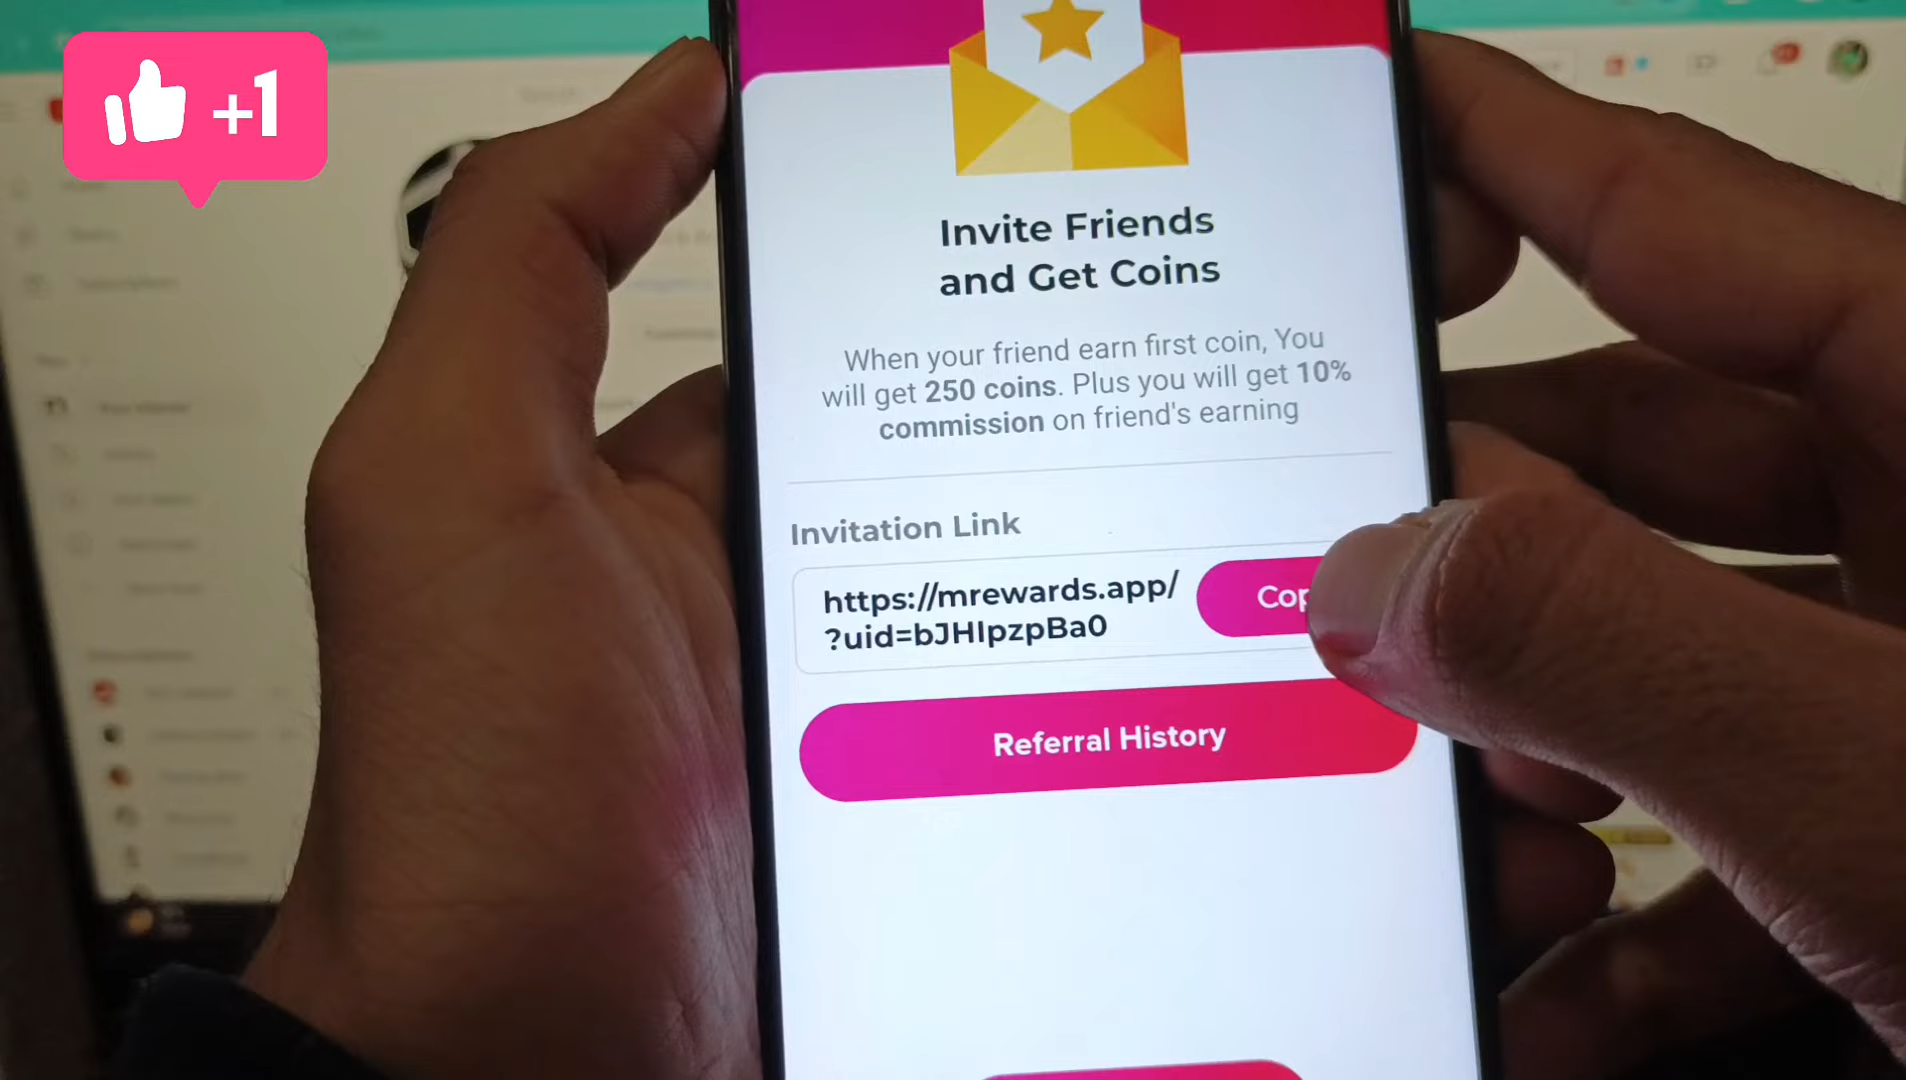 +1
Invite Friends
and Get Coins
When your friend earn first coin, You
will get 250 coins. Plus you will get 10%
commission on friend's earning
Invitation Link
https://mrewards.app/
?uid=bJHIpzpBa0
Referral History